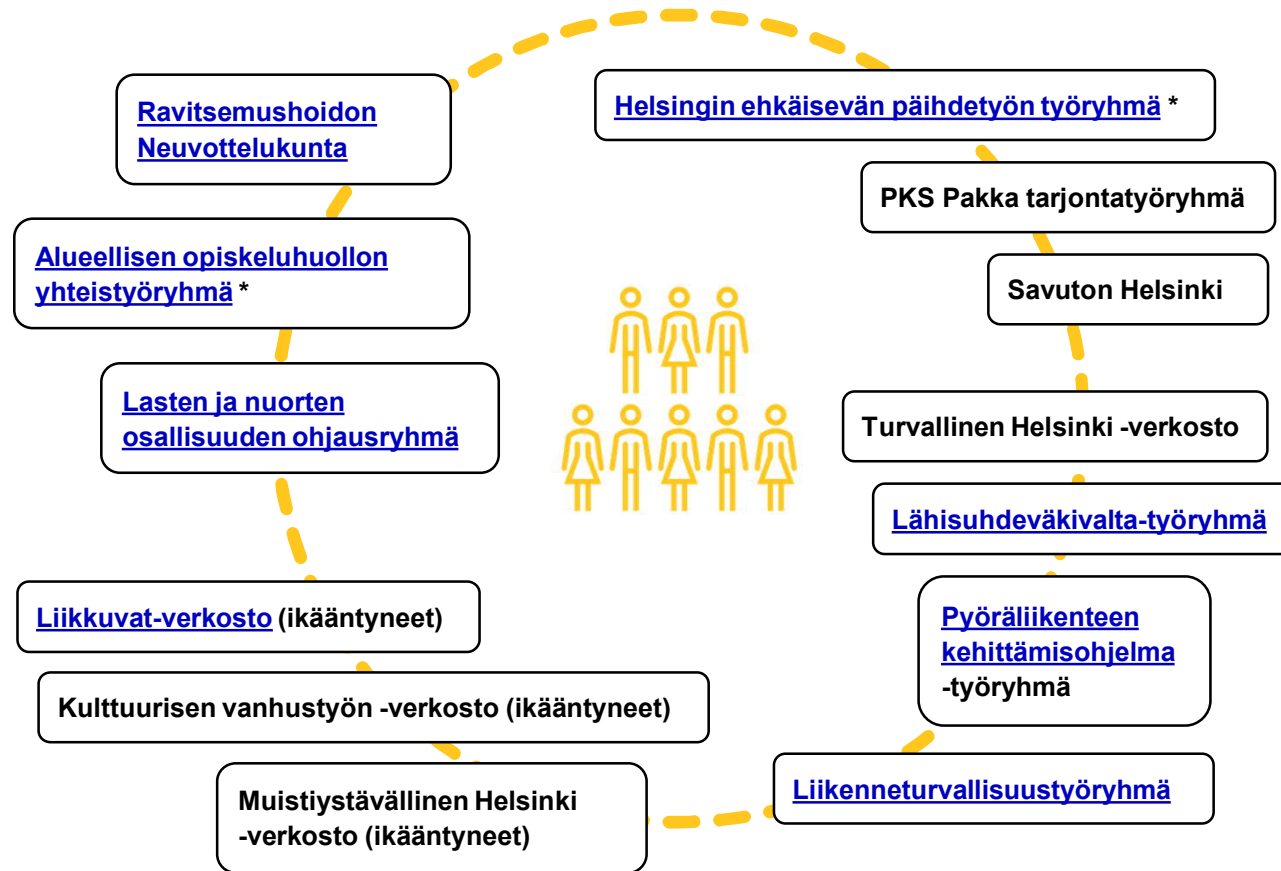 Ravitsemushoidon
Neuvottelukunta
Helsingin ehkäisevän päihdetyön työryhmä *
PKS Pakka tarjontatyöryhmä
Alueellisen opiskeluhuollon
yhteistyöryhmä *
Savuton Helsinki
Lasten ja nuorten
osallisuuden ohjausryhmä
Turvallinen Helsinki -verkosto
Lähisuhdeväkivalta-työryhmä
Liikkuvat-verkosto (ikääntyneet)
Pyöräliikenteen
kehittämisohjelma
-työryhmä
Kulttuurisen vanhustyön -verkosto (ikääntyneet)
Muistiystävällinen Helsinki
-verkosto (ikääntyneet)
Liikenneturvallisuustyöryhmä